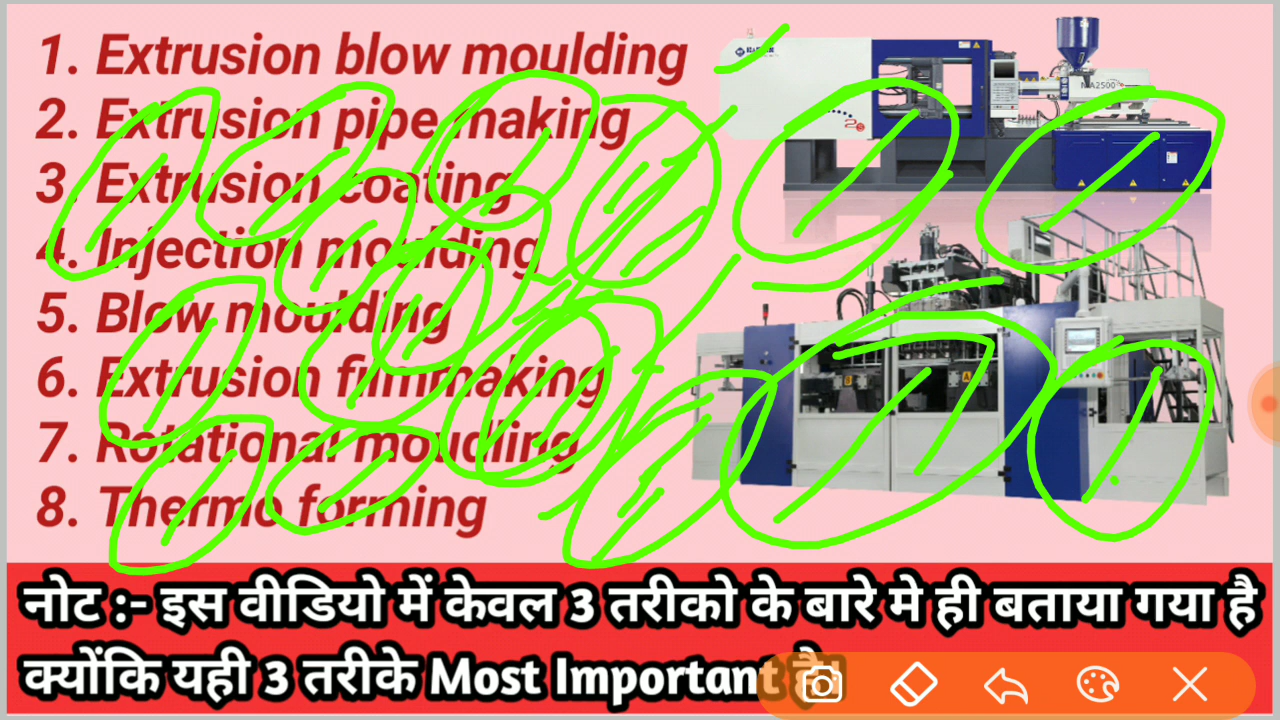 1. Extrusion blow moulding
2. Extrusion pipe making
3. Extrusion coating
4. Injection moulding
5. Blow moulding
6. Extrusion filmmaking
7. Rotational moudling
8. Thermo forming
नोट :- इस वीडियो में केवल 3 तरीको के बारे मे ही बताया गया है
क्योंकि यही 3 तरीके Most Important है।